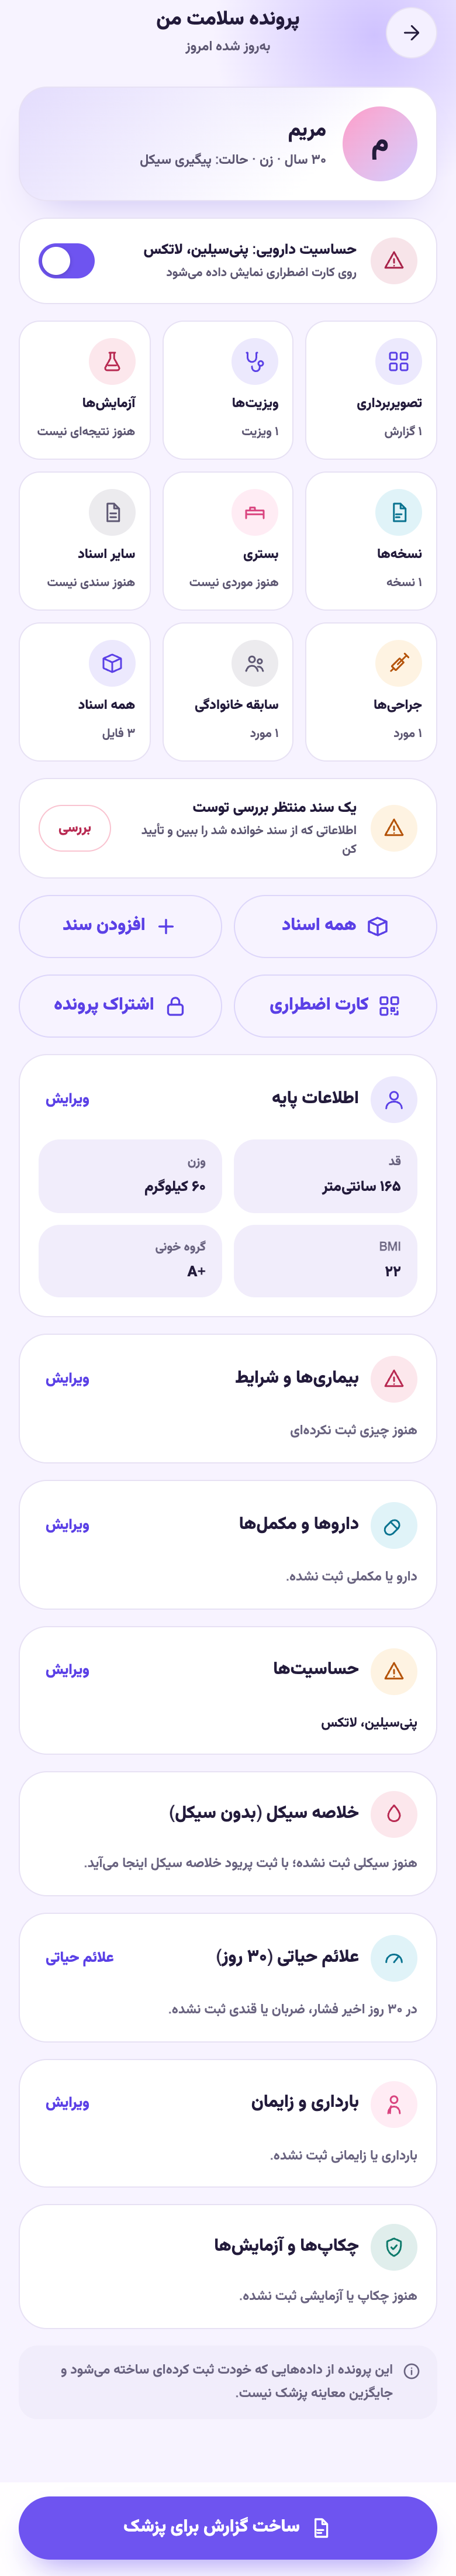 پرونده سلامت من
به‌روز شده امروز
م
مریم
۳۰ سال · زن · حالت: پیگیری سیکل
حساسیت دارویی: پنی‌سیلین، لاتکس
روی کارت اضطراری نمایش داده می‌شود
تصویربرداری
۱ گزارش
ویزیت‌ها
۱ ویزیت
آزمایش‌ها
هنوز نتیجه‌ای نیست
نسخه‌ها
۱ نسخه
بستری
هنوز موردی نیست
سایر اسناد
هنوز سندی نیست
جراحی‌ها
۱ مورد
سابقه خانوادگی
۱ مورد
همه اسناد
۳ فایل
یک سند منتظر بررسی توست
اطلاعاتی که از سند خوانده شد را ببین و تأیید
کن
بررسی
همه اسناد
افزودن سند
کارت اضطراری
اشتراک پرونده
اطلاعات پایه
ویرایش
قد
۱۶۵ سانتی‌متر
وزن
۶۰ کیلوگرم
BMI
۲۲
گروه خونی
A+
بیماری‌ها و شرایط
ویرایش
هنوز چیزی ثبت نکرده‌ای
داروها و مکمل‌ها
ویرایش
دارو یا مکملی ثبت نشده.
حساسیت‌ها
ویرایش
پنی‌سیلین، لاتکس
خلاصه سیکل (بدون سیکل)
هنوز سیکلی ثبت نشده؛ با ثبت پریود خلاصه سیکل اینجا می‌آید.
علائم حیاتی (۳۰ روز)
علائم حیاتی
در ۳۰ روز اخیر فشار، ضربان یا قندی ثبت نشده.
بارداری و زایمان
ویرایش
بارداری یا زایمانی ثبت نشده.
چکاپ‌ها و آزمایش‌ها
هنوز چکاپ یا آزمایشی ثبت نشده.
این پرونده از داده‌هایی که خودت ثبت کرده‌ای ساخته می‌شود و
جایگزین معاینه پزشک نیست.
ساخت گزارش برای پزشک